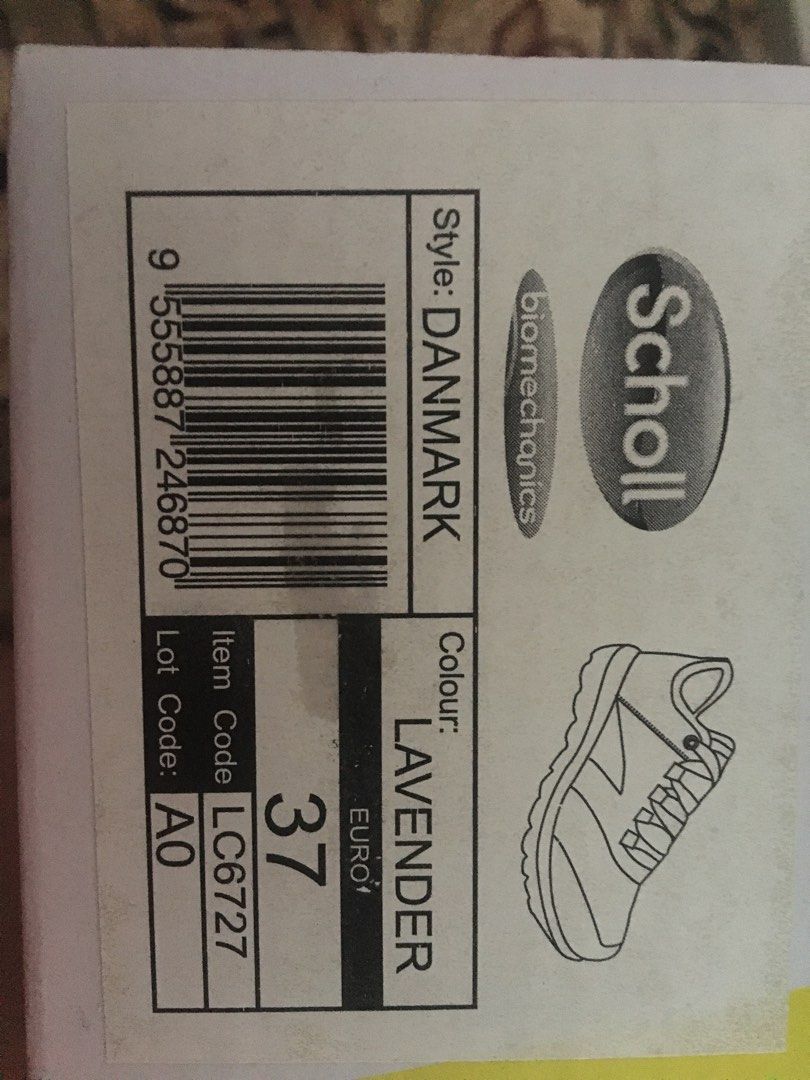 Scholl
biomechanics
Style: DANMARK
Colour: LAVENDER
9 555887 246870
EURO
37
Item Code LC6727
Lot Code: A0